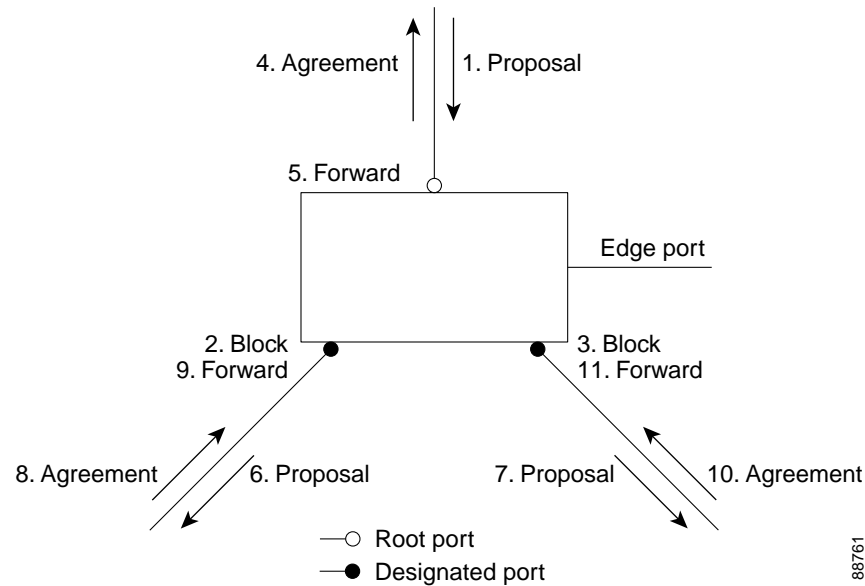 4. Agreement
1. Proposal
5. Forward
Edge port
2. Block
9. Forward
3. Block
11. Forward
8. Agreement
6. Proposal
7. Proposal
10. Agreement
Root port
Designated port
88761